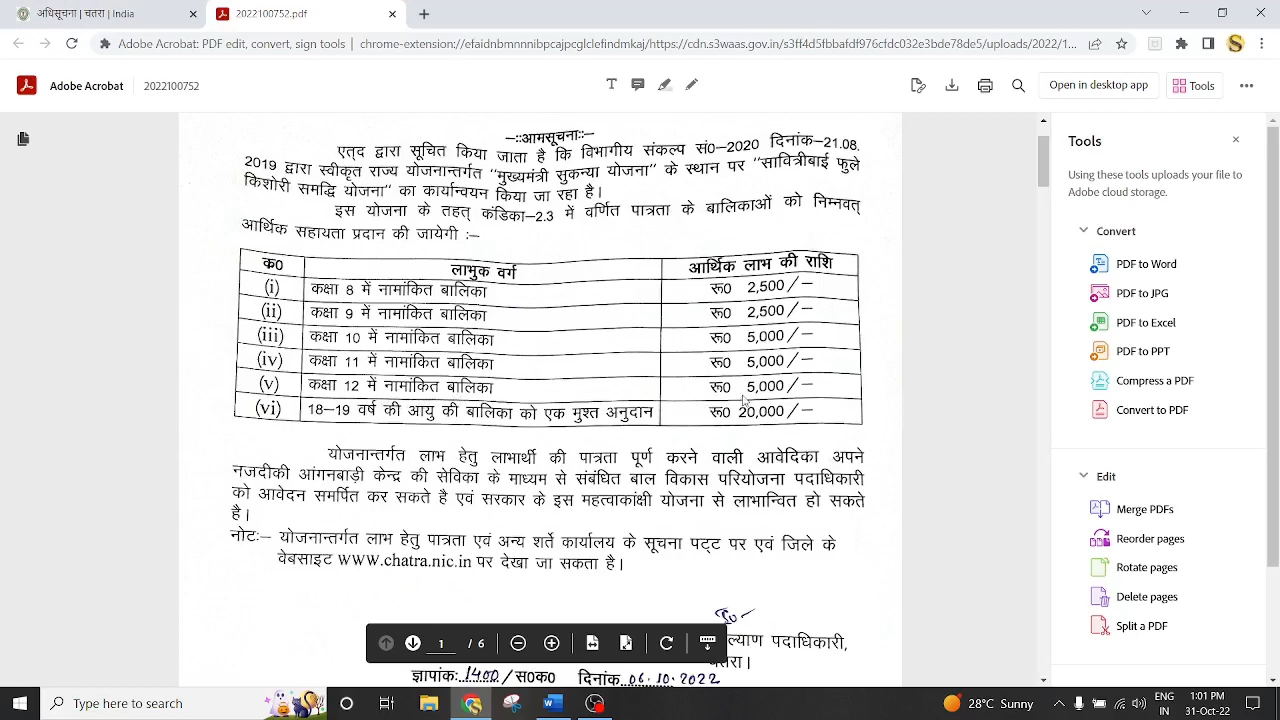 अधिसूचना | चतरा | India
2022100752.pdf
Adobe Acrobat: PDF edit, convert, sign tools | chrome-extension://efaidnbmnnnibpcajpcglclefindmkaj/https://cdn.s3waas.gov.in/s3ff4d5fbbafdf976cfdc032e3bde78de5/uploads/2022/1...
Adobe Acrobat 2022100752
Open in desktop app
Tools
-::आमसूचना::-
एत्द द्वारा सूचित किया जाता है कि विभागीय संकल्प सं0-2020 दिनांक-21.08.
2019 द्वारा स्वीकृत राज्य योजनान्तर्गत "मुख्यमंत्री सुकन्या योजना" के स्थान पर "सावित्रीबाई फुले
किशोरी समद्धि योजना" का कार्यान्वयन किया जा रहा है।
इस योजना के तहत् कंडिका-2.3 में वर्णित पात्रता के बालिकाओं को निम्नवत्
आर्थिक सहायता प्रदान की जायेगी :-
क0 लाभुक वर्ग आर्थिक लाभ की राशि
(i) कक्षा 8 में नामांकित बालिका रू0 2,500/-
(ii) कक्षा 9 में नामांकित बालिका रू0 2,500/-
(iii) कक्षा 10 में नामांकित बालिका रू0 5,000/-
(iv) कक्षा 11 में नामांकित बालिका रू0 5,000/-
(v) कक्षा 12 में नामांकित बालिका रू0 5,000/-
(vi) 18-19 वर्ष की आयु की बालिका को एक मुश्त अनुदान रू0 20,000/-
योजनान्तर्गत लाभ हेतु लाभार्थी की पात्रता पूर्ण करने वाली आवेदिका अपने
नजदीकी आंगनबाड़ी केन्द्र की सेविका के माध्यम से संबंधित बाल विकास परियोजना पदाधिकारी
को आवेदन समर्पित कर सकते है एवं सरकार के इस महत्वाकांक्षी योजना से लाभान्वित हो सकते
है।
नोटः- योजनान्तर्गत लाभ हेतु पात्रता एवं अन्य शर्ते कार्यालय के सूचना पट्ट पर एवं जिले के
वेबसाइट WWW.chatra.nic.in पर देखा जा सकता है।
पदाधिकारी,
ज्ञापांक:1400/स0क0 दिनांक:06.10.2022
1 / 6
Tools
Using these tools uploads your file to
Adobe cloud storage.
Convert
PDF to Word
PDF to JPG
PDF to Excel
PDF to PPT
Compress a PDF
Convert to PDF
Edit
Merge PDFs
Reorder pages
Rotate pages
Delete pages
Split a PDF
Type here to search
28°C Sunny
ENG
IN
1:01 PM
31-Oct-22